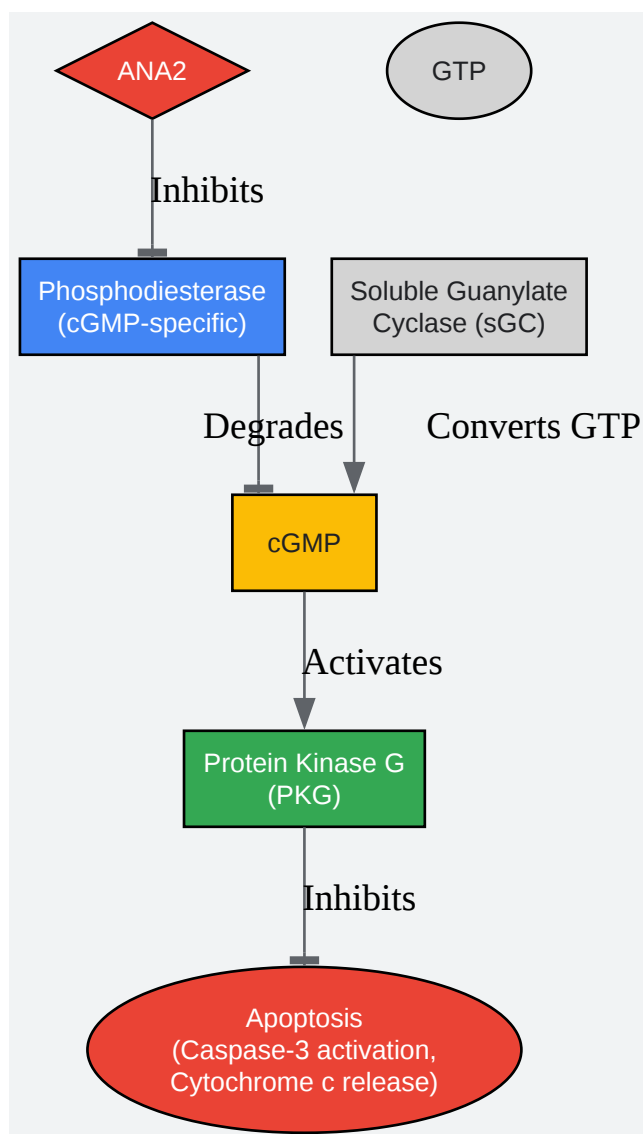 ANA2
GTP
Inhibits
Phosphodiesterase
(cGMP-specific)
Soluble Guanylate
Cyclase (sGC)
Degrades
Converts GTP
cGMP
Activates
Protein Kinase G
(PKG)
Inhibits
Apoptosis
(Caspase-3 activation,
Cytochrome c release)